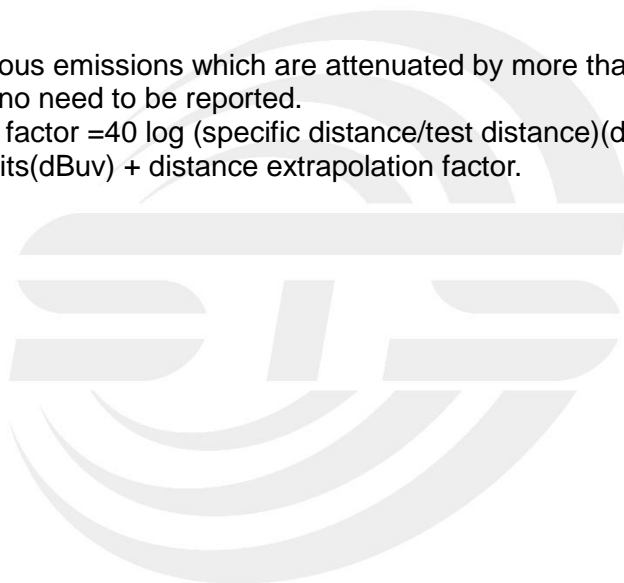 ous emissions which are attenuated by more tha
no need to be reported.
factor =40 log (specific distance/test distance)(d
its(dBuv) + distance extrapolation factor.
STS